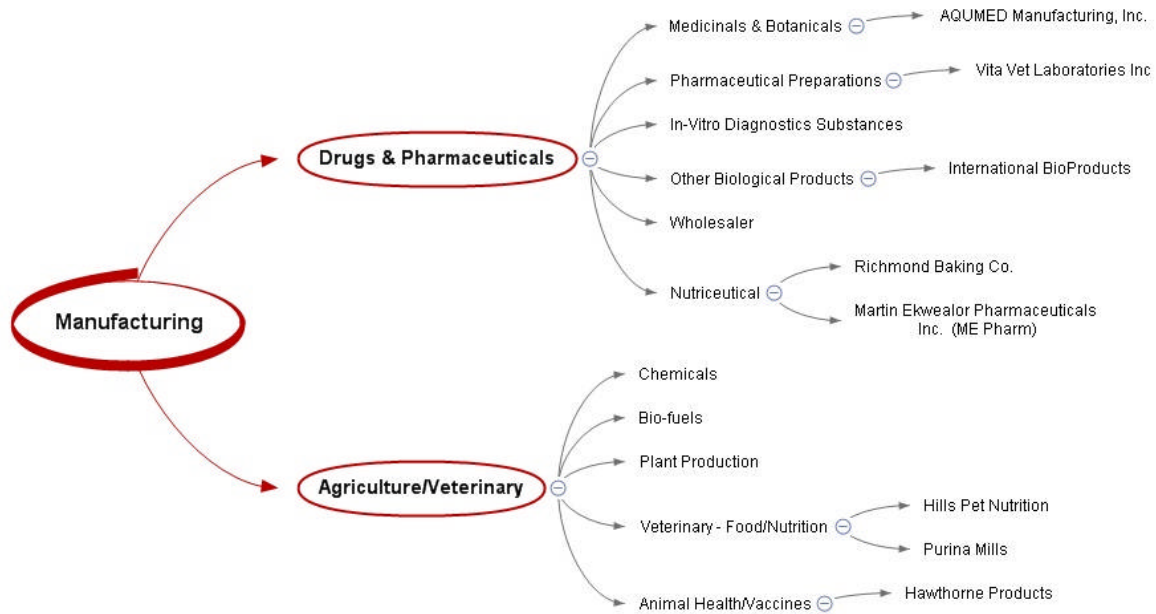 Manufacturing
Drugs & Pharmaceuticals
Medicinals & Botanicals
AQUMED Manufacturing, Inc.
Pharmaceutical Preparations
Vita Vet Laboratories Inc
In-Vitro Diagnostics Substances
Other Biological Products
International BioProducts
Wholesaler
Nutriceutical
Richmond Baking Co.
Martin Ekwealor Pharmaceuticals
Inc. (ME Pharm)
Agriculture/Veterinary
Chemicals
Bio-fuels
Plant Production
Veterinary - Food/Nutrition
Hills Pet Nutrition
Purina Mills
Animal Health/Vaccines
Hawthorne Products